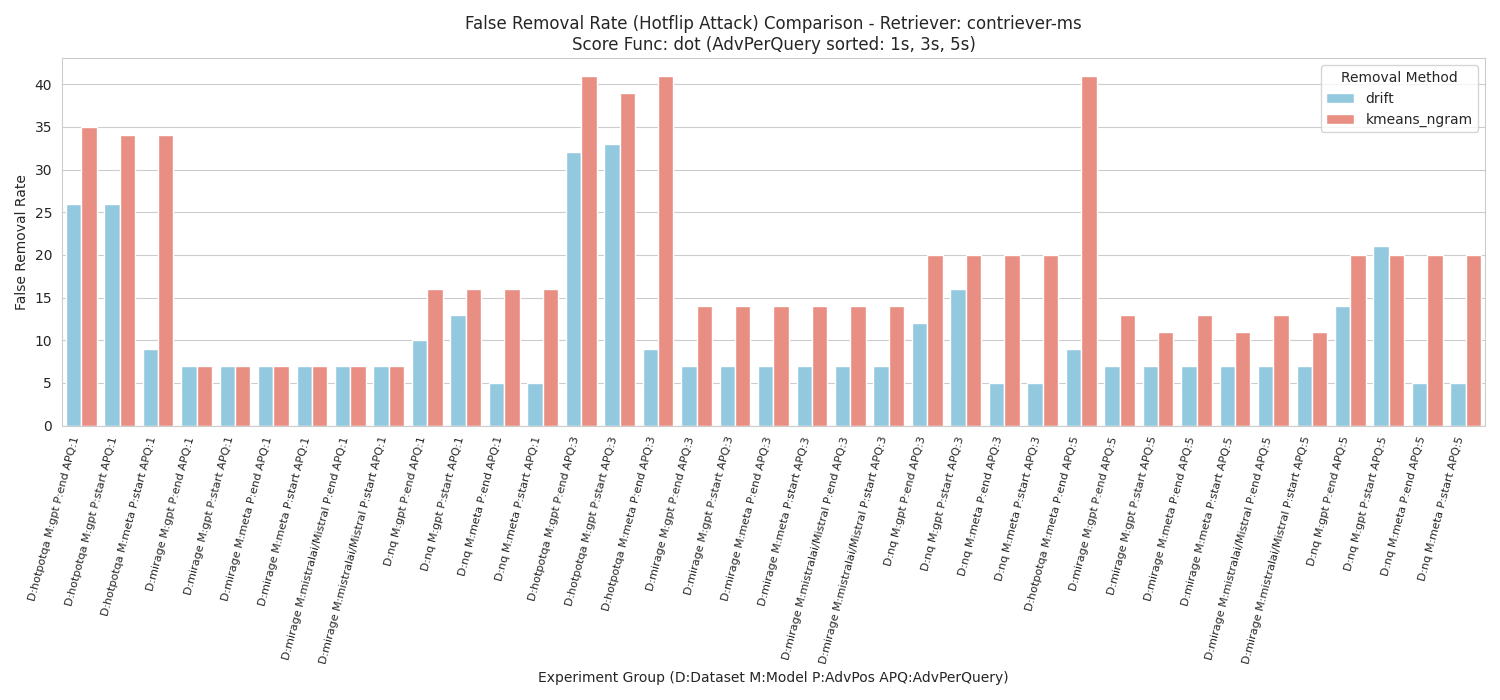 False Removal Rate (Hotflip Attack) Comparison - Retriever: contriever-ms
Score Func: dot (AdvPerQuery sorted: 1s, 3s, 5s)
Removal Method
drift
kmeans_ngram
False Removal Rate
40
35
30
25
20
15
10
5
0
D:hotpotqa M:gpt P:end APQ:1
D:hotpotqa M:gpt P:start APQ:1
D:hotpotqa M:meta P:start APQ:1
D:mirage M:gpt P:end APQ:1
D:mirage M:gpt P:start APQ:1
D:mirage M:meta P:end APQ:1
D:mirage M:meta P:start APQ:1
D:mirage M:mistralai/Mistral P:end APQ:1
D:mirage M:mistralai/Mistral P:start APQ:1
D:nq M:gpt P:end APQ:1
D:nq M:gpt P:start APQ:1
D:nq M:meta P:end APQ:1
D:nq M:meta P:start APQ:1
D:hotpotqa M:gpt P:end APQ:3
D:hotpotqa M:gpt P:start APQ:3
D:hotpotqa M:meta P:end APQ:3
D:mirage M:gpt P:end APQ:3
D:mirage M:gpt P:start APQ:3
D:mirage M:meta P:end APQ:3
D:mirage M:meta P:start APQ:3
D:mirage M:mistralai/Mistral P:end APQ:3
D:mirage M:mistralai/Mistral P:start APQ:3
D:nq M:gpt P:end APQ:3
D:nq M:gpt P:start APQ:3
D:nq M:meta P:end APQ:3
D:nq M:meta P:start APQ:3
D:hotpotqa M:meta P:end APQ:5
D:mirage M:gpt P:end APQ:5
D:mirage M:gpt P:start APQ:5
D:mirage M:meta P:end APQ:5
D:mirage M:meta P:start APQ:5
D:mirage M:mistralai/Mistral P:end APQ:5
D:mirage M:mistralai/Mistral P:start APQ:5
D:nq M:gpt P:end APQ:5
D:nq M:gpt P:start APQ:5
D:nq M:meta P:end APQ:5
D:nq M:meta P:start APQ:5
Experiment Group (D:Dataset M:Model P:AdvPos APQ:AdvPerQuery)